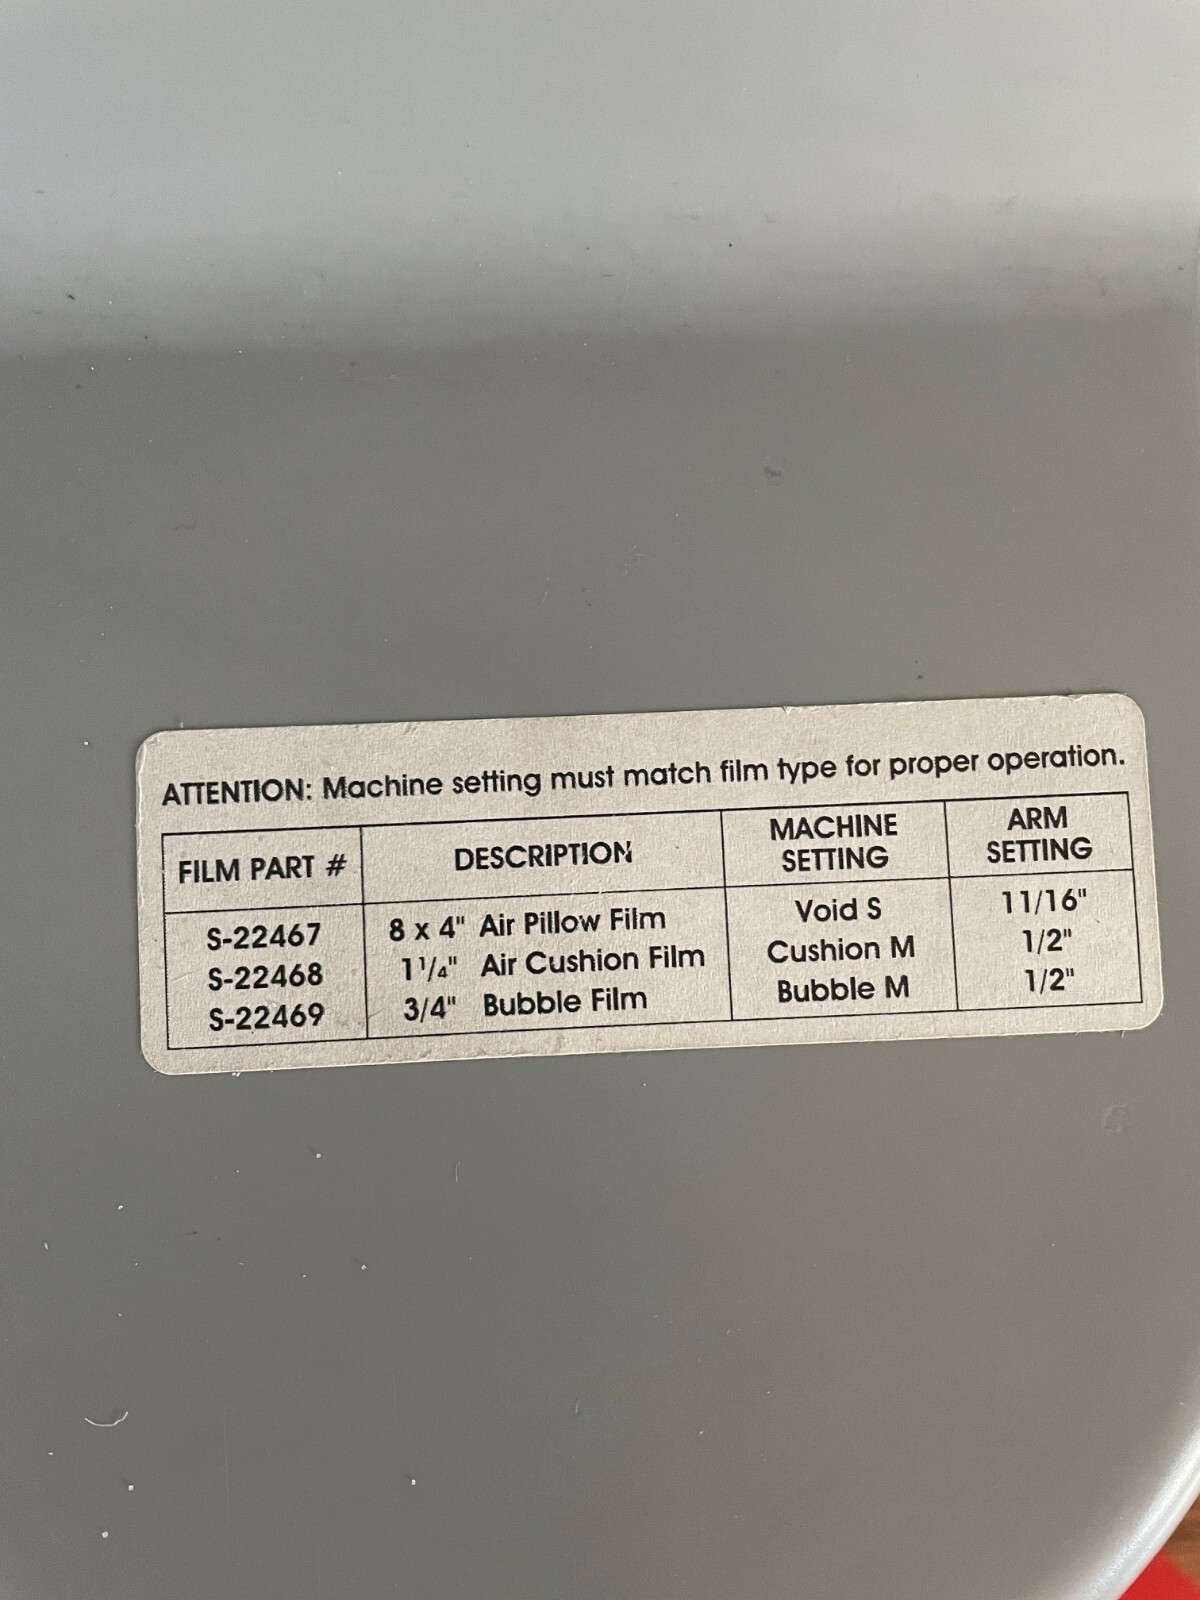 ATTENTION: Machine setting must match film type for proper operation.
FILM PART # DESCRIPTION MACHINE SETTING ARM SETTING
S-22467 8 x 4" Air Pillow Film Void S 11/16"
S-22468 1 1/4" Air Cushion Film Cushion M 1/2"
S-22469 3/4" Bubble Film Bubble M 1/2"